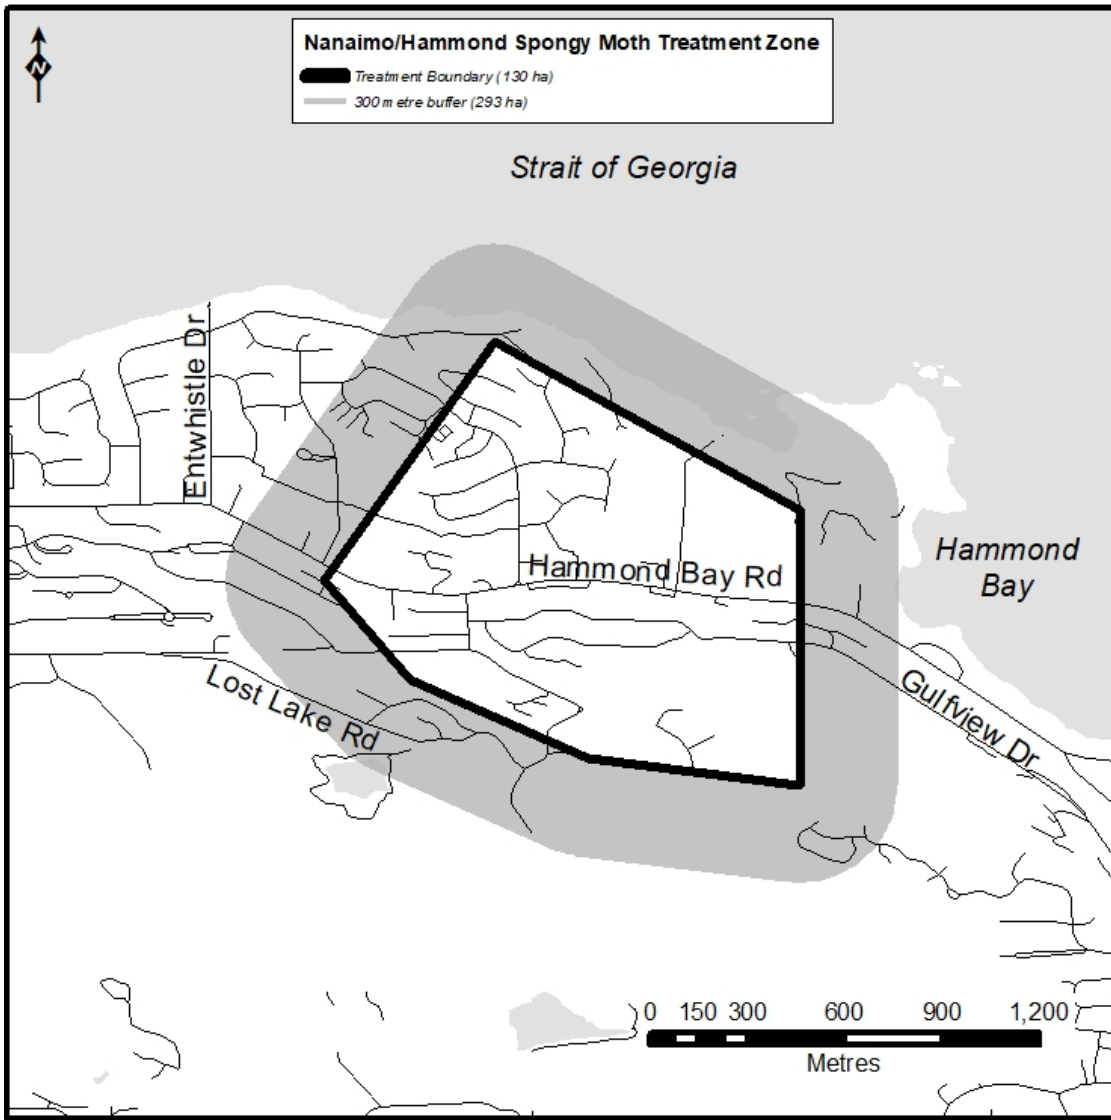 Nanaimo/Hammond Spongy Moth Treatment Zone
Treatment Boundary (130 ha)
300 metre buffer (293 ha)
N
Strait of Georgia
Entwhistle Dr
Hammond Bay Rd
Hammond
Bay
Lost Lake Rd
Gulfview Dr
0 150 300 600 900 1,200
Metres